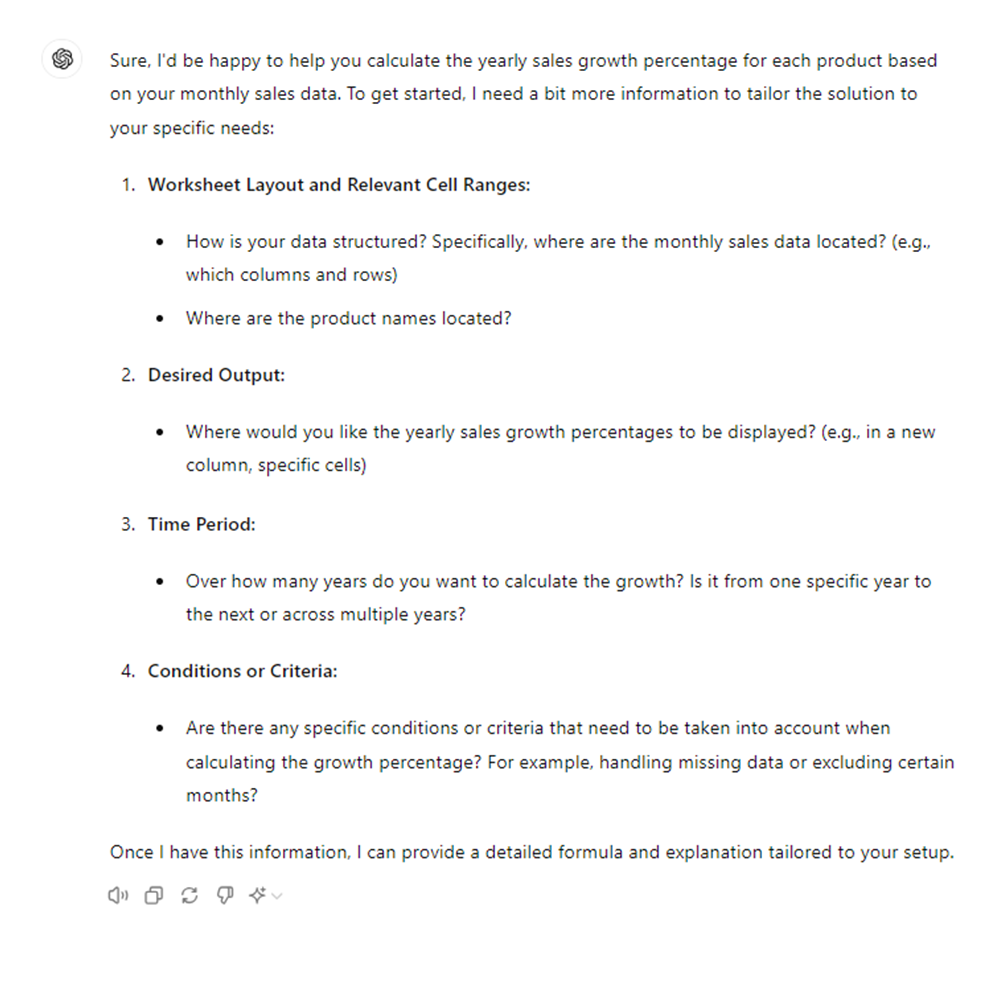 Sure, I'd be happy to help you calculate the yearly sales growth percentage for each product based
on your monthly sales data. To get started, I need a bit more information to tailor the solution to
your specific needs:
1. Worksheet Layout and Relevant Cell Ranges:
• How is your data structured? Specifically, where are the monthly sales data located? (e.g.,
which columns and rows)
• Where are the product names located?
2. Desired Output:
• Where would you like the yearly sales growth percentages to be displayed? (e.g., in a new
column, specific cells)
3. Time Period:
• Over how many years do you want to calculate the growth? Is it from one specific year to
the next or across multiple years?
4. Conditions or Criteria:
• Are there any specific conditions or criteria that need to be taken into account when
calculating the growth percentage? For example, handling missing data or excluding certain
months?
Once I have this information, I can provide a detailed formula and explanation tailored to your setup.